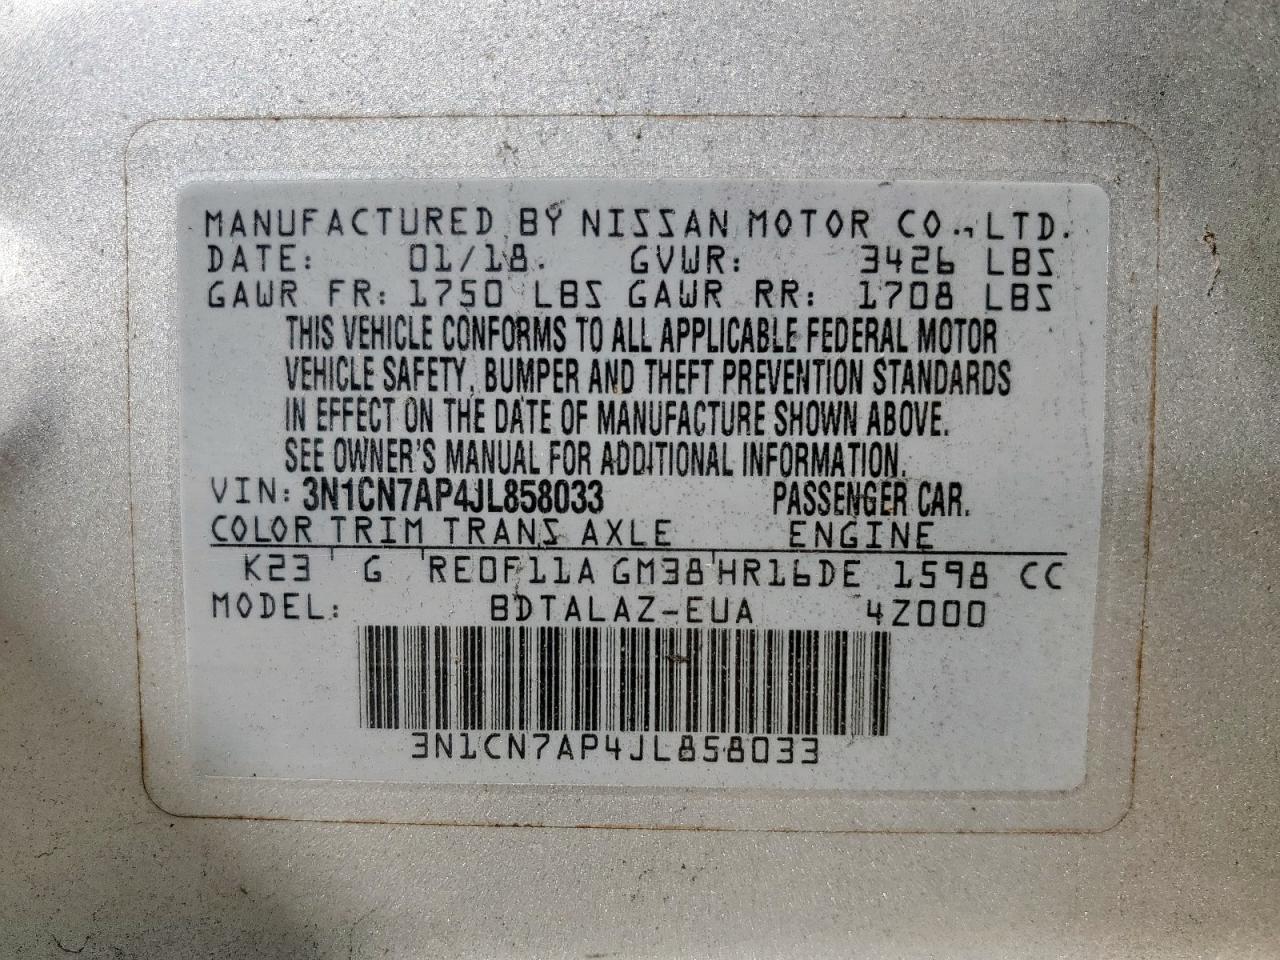 MANUFACTURED BY NISSAN MOTOR CO., LTD.
DATE: 01/18. GVWR: 3426 LBS
GAWR FR: 1750 LBS GAWR RR: 1708 LBS
THIS VEHICLE CONFORMS TO ALL APPLICABLE FEDERAL MOTOR
VEHICLE SAFETY, BUMPER AND THEFT PREVENTION STANDARDS
IN EFFECT ON THE DATE OF MANUFACTURE SHOWN ABOVE.
SEE OWNER'S MANUAL FOR ADDITIONAL INFORMATION.
VIN: 3N1CN7AP4JL858033 PASSENGER CAR.
COLOR TRIM TRANS AXLE ENGINE
K23 G RE0F11A GM38 HR16DE 1598 CC
MODEL: BDTALAZ-EUA 4Z000
3N1CN7AP4JL858033